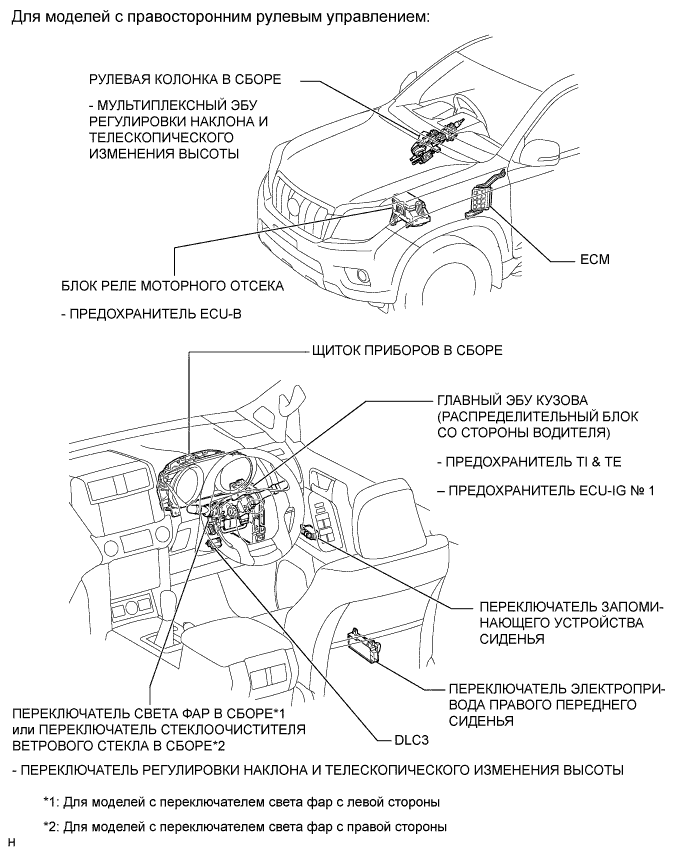 Для моделей с правосторонним рулевым управлением:
РУЛЕВАЯ КОЛОНКА В СБОРЕ
- МУЛЬТИПЛЕКСНЫЙ ЭБУ
РЕГУЛИРОВКИ НАКЛОНА И
ТЕЛЕСКОПИЧЕСКОГО
ИЗМЕНЕНИЯ ВЫСОТЫ
ECM
БЛОК РЕЛЕ МОТОРНОГО ОТСЕКА
- ПРЕДОХРАНИТЕЛЬ ECU-B
ЩИТОК ПРИБОРОВ В СБОРЕ
ГЛАВНЫЙ ЭБУ КУЗОВА
(РАСПРЕДЕЛИТЕЛЬНЫЙ БЛОК
СО СТОРОНЫ ВОДИТЕЛЯ)
- ПРЕДОХРАНИТЕЛЬ TI & TE
– ПРЕДОХРАНИТЕЛЬ ECU-IG № 1
ПЕРЕКЛЮЧАТЕЛЬ ЗАПОМИ-
НАЮЩЕГО УСТРОЙСТВА
СИДЕНЬЯ
ПЕРЕКЛЮЧАТЕЛЬ ЭЛЕКТРОПРИ-
ВОДА ПРАВОГО ПЕРЕДНЕГО
СИДЕНЬЯ
DLC3
ПЕРЕКЛЮЧАТЕЛЬ СВЕТА ФАР В СБОРЕ*1
или ПЕРЕКЛЮЧАТЕЛЬ СТЕКЛООЧИСТИТЕЛЯ
ВЕТРОВОГО СТЕКЛА В СБОРЕ*2
- ПЕРЕКЛЮЧАТЕЛЬ РЕГУЛИРОВКИ НАКЛОНА И ТЕЛЕСКОПИЧЕСКОГО ИЗМЕНЕНИЯ ВЫСОТЫ
*1: Для моделей с переключателем света фар с левой стороны
*2: Для моделей с переключателем света фар с правой стороны
H